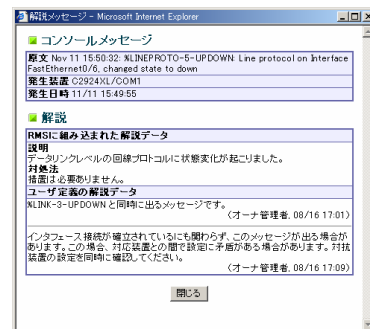 解説メッセージ - Microsoft Internet Explorer
コンソールメッセージ
原文 Nov 11 15:50:32: %LINEPROTO-5-UPDOWN: Line protocol on Interface
FastEthernet0/6, changed state to down
発生装置 C2924XL/COM1
発生日時 11/11 15:49:55
解説
RMSIに組み込まれた解説データ
説明
データリンクレベルの回線プロトコルに状態変化が起こりました。
対処法
措置は必要ありません。
ユーザ定義の解説データ
%LINK-3-UPDOWN と同時に出るメッセージです。
(オーナ管理者, 08/16 17:01)
インタフェース接続が確立されているにも関わらず、このメッセージが出る場合が
あります。この場合、対応装置との間で設定に矛盾がある場合があります。対抗
装置の設定を同時に確認してください。
(オーナ管理者, 08/16 17:09)
閉じる